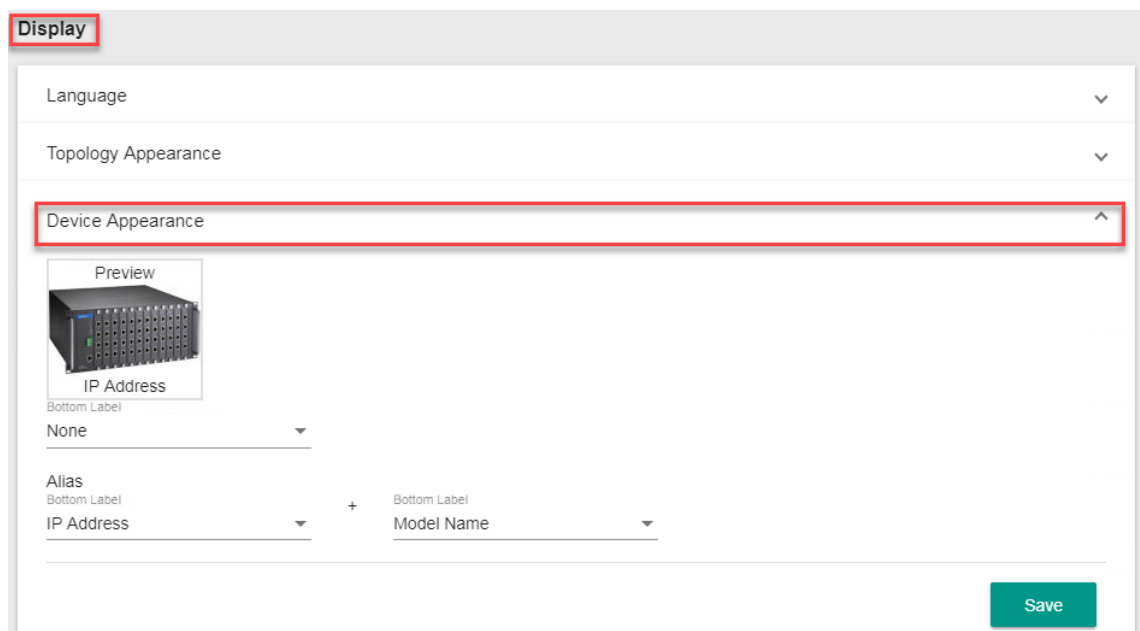 Display
Language
Topology Appearance
Device Appearance
Preview
IP Address
Bottom Label
None
Alias
Bottom Label
IP Address
+
Bottom Label
Model Name
Save